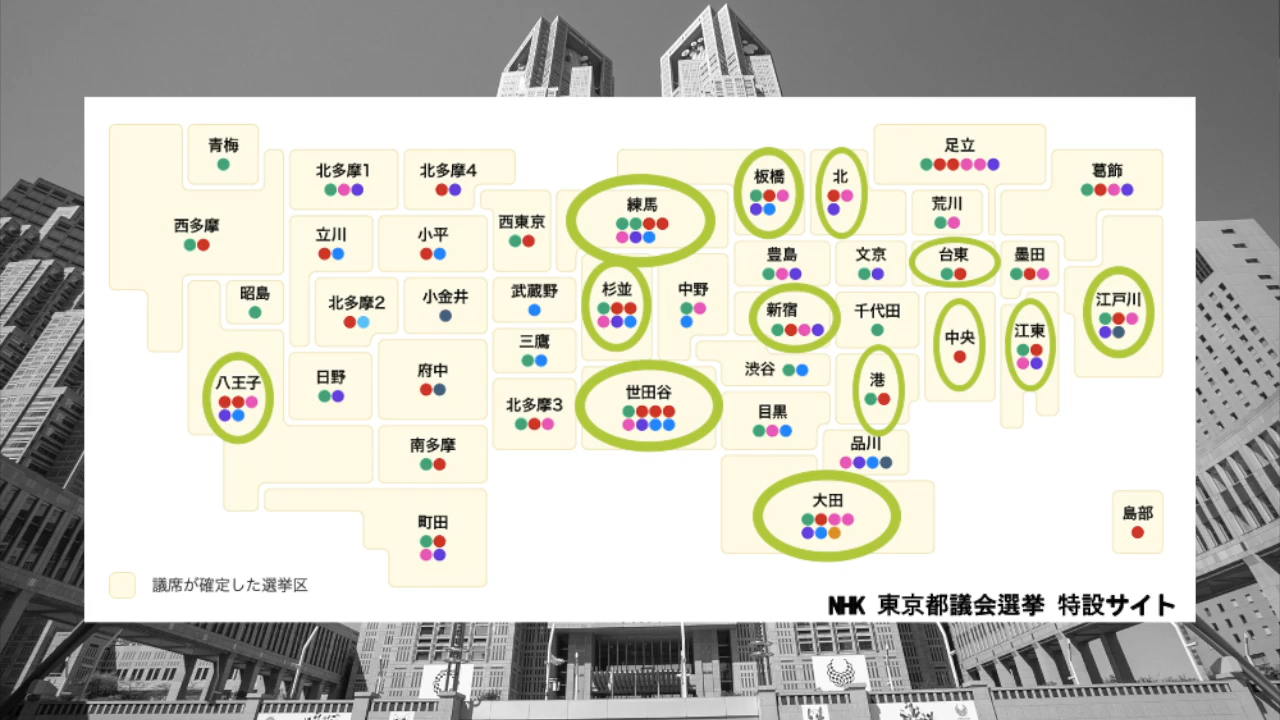 青梅
北多摩1
北多摩4
足立
板橋
北
葛飾
練馬
荒川
西多摩
西東京
立川
小平
豊島
文京
台東
墨田
昭島
北多摩2
小金井
武蔵野
杉並
中野
新宿
千代田
江戸川
三鷹
中央
江東
八王子
日野
府中
渋谷
港
世田谷
北多摩3
目黒
南多摩
品川
大田
町田
島部
議席が確定した選挙区
NHK 東京都議会選挙 特設サイト